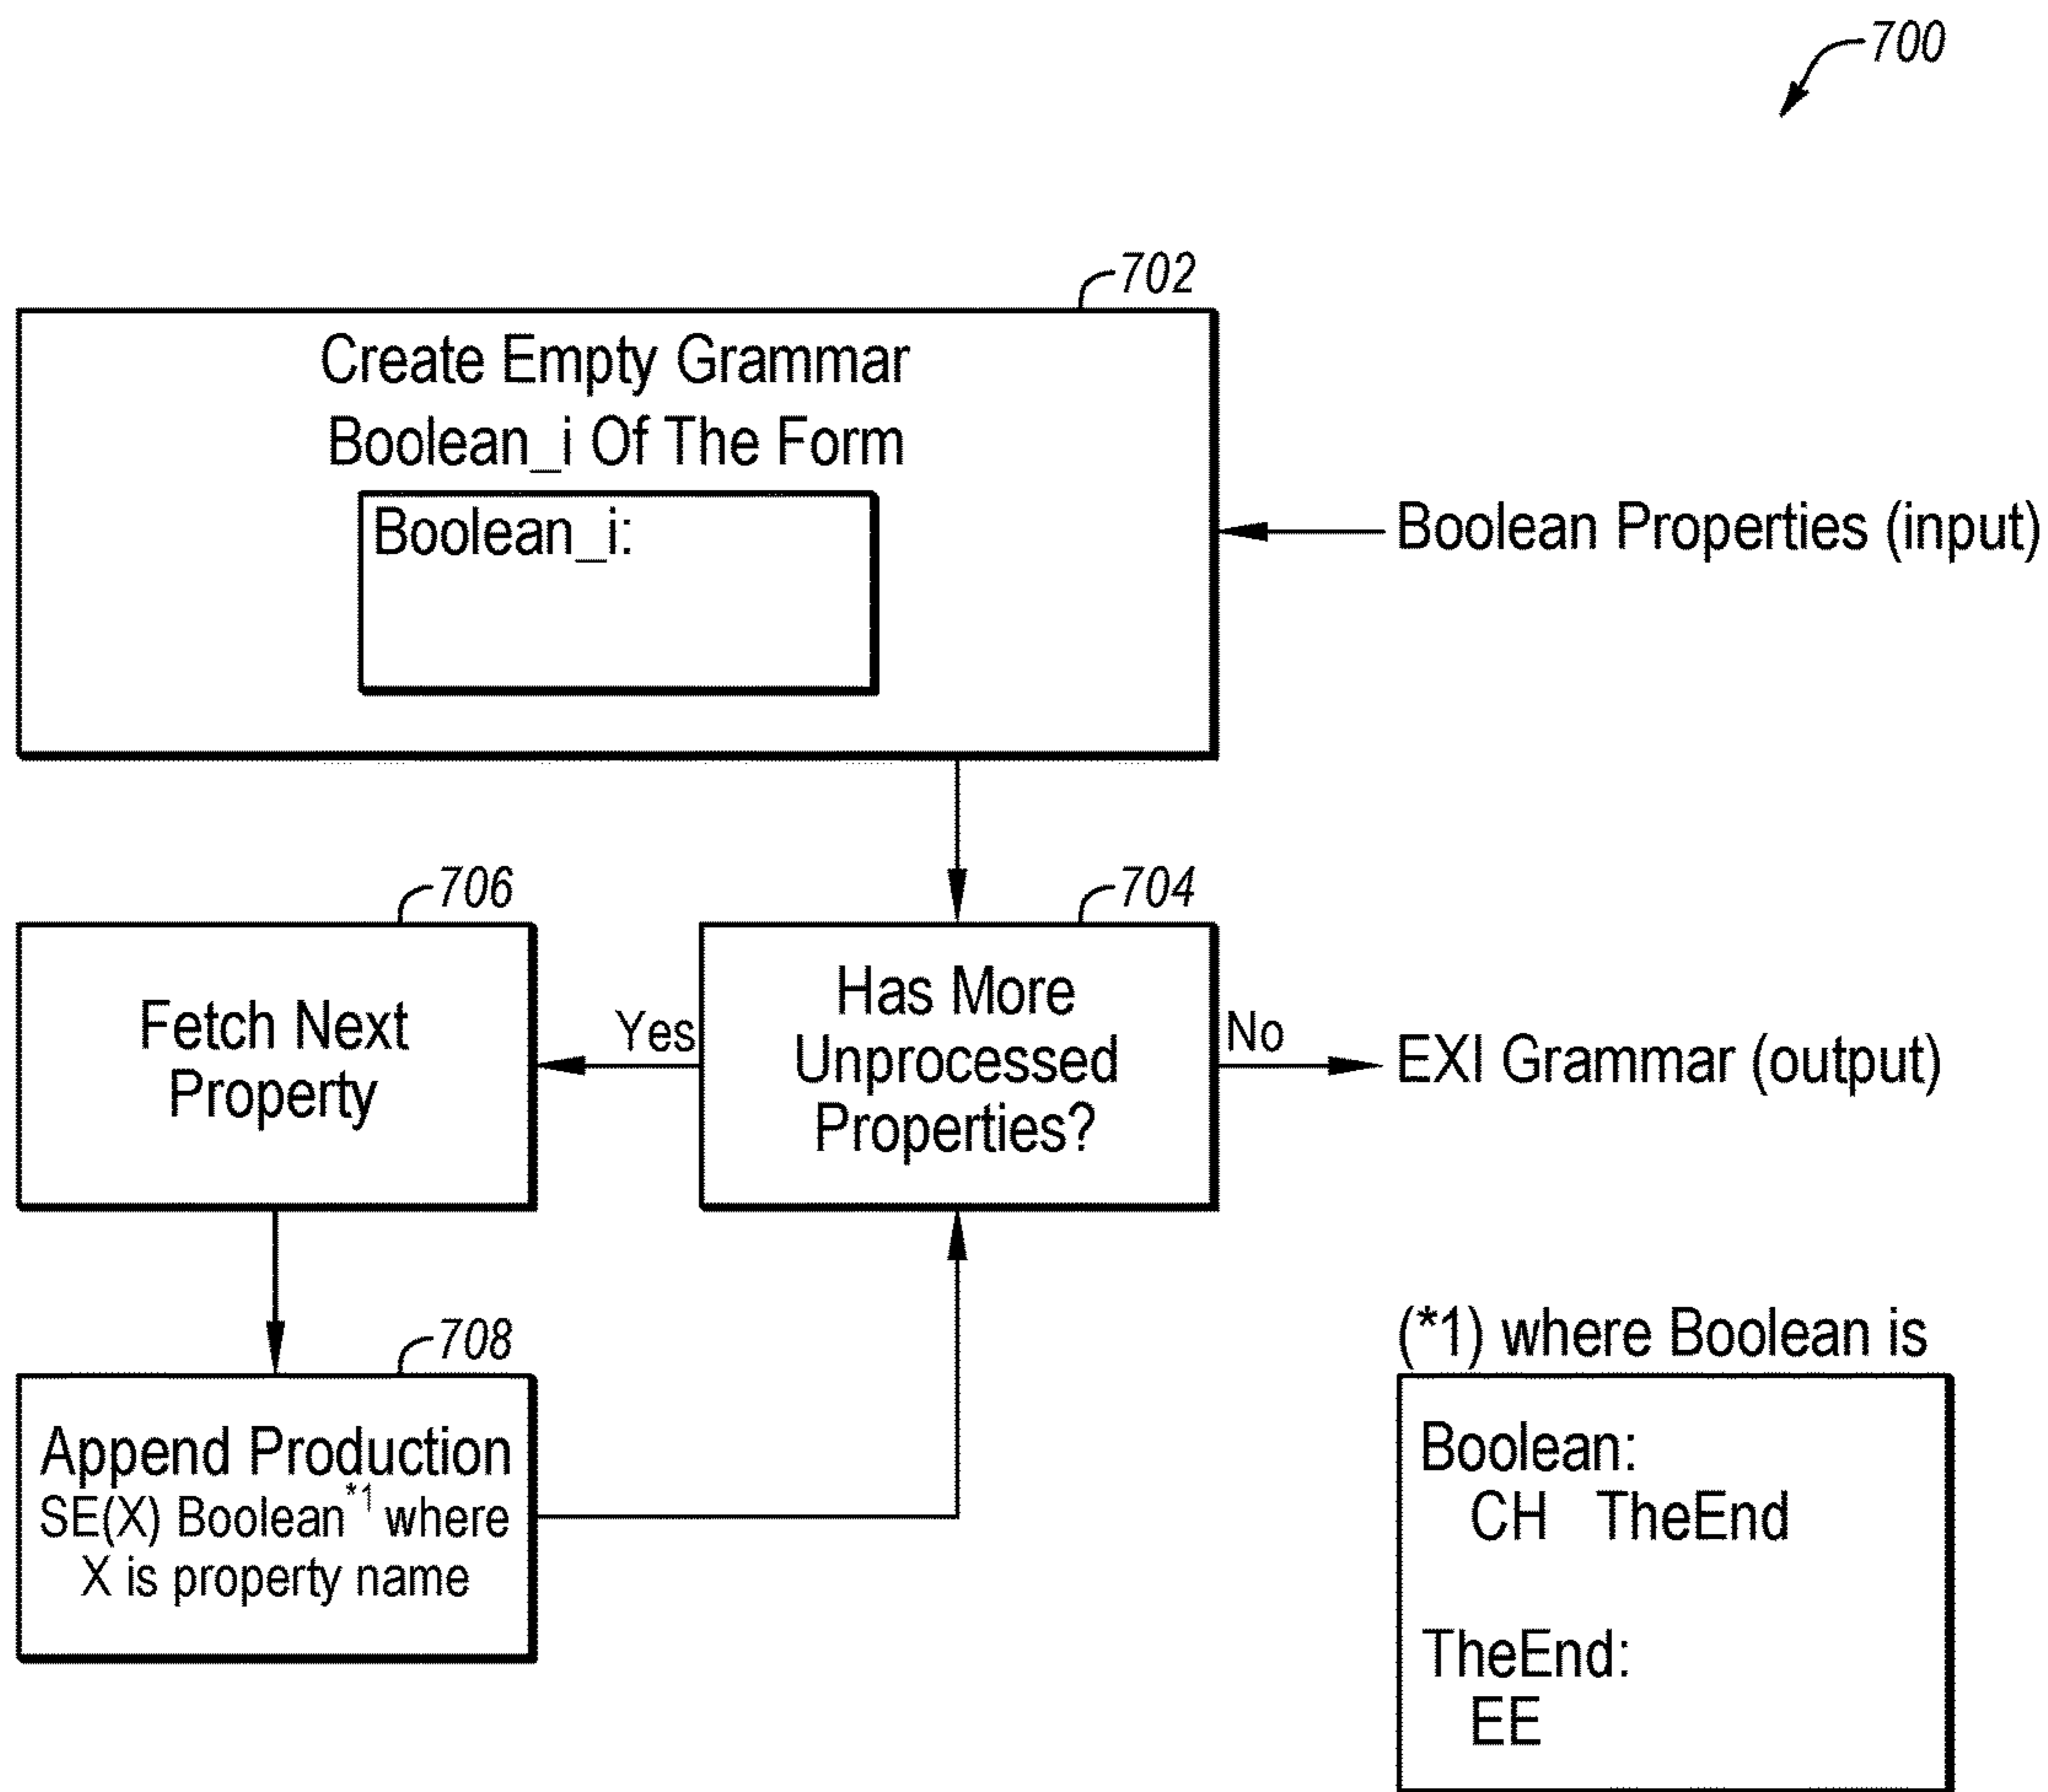 700
702
Create Empty Grammar
Boolean_i Of The Form
Boolean_i:
Boolean Properties (input)
706
704
Fetch Next
Property
Yes
Has More
Unprocessed
Properties?
No
EXI Grammar (output)
708
Append Production
SE(X) Boolean*1 where
X is property name
(*1) where Boolean is
Boolean:
CH TheEnd
TheEnd:
EE